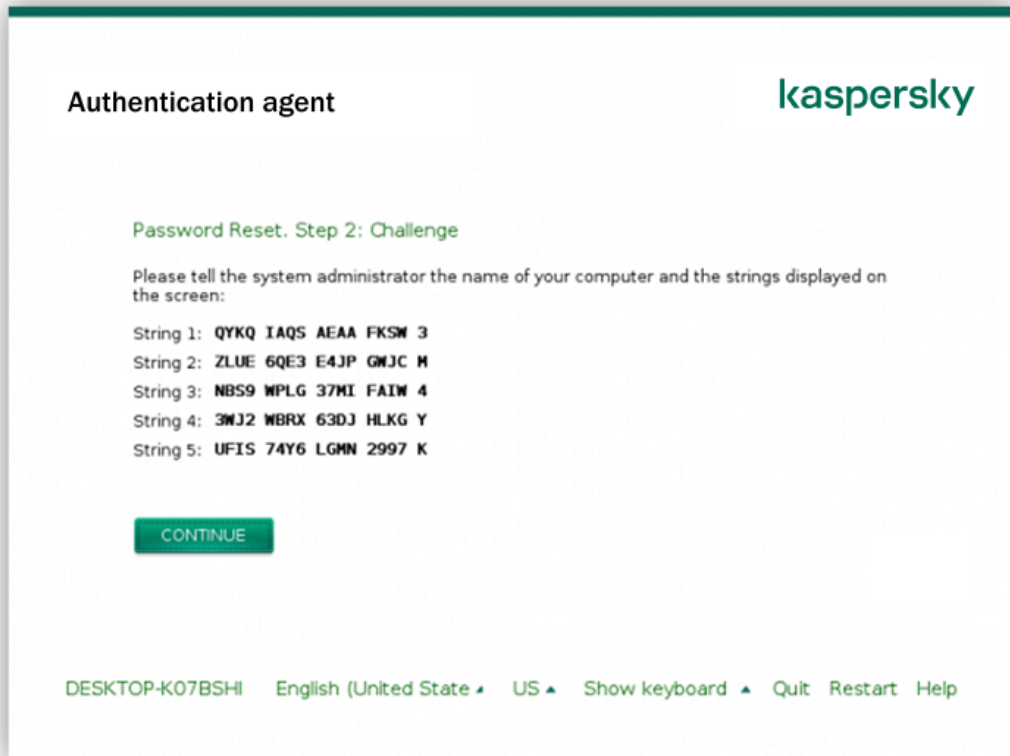 Authentication agent
kaspersky
Password Reset. Step 2: Challenge
Please tell the system administrator the name of your computer and the strings displayed on
the screen:
String 1: QYKQ IAQS AEAA FKSW 3
String 2: ZLUE 6QE3 E4JP GWJC M
String 3: NBS9 WPLG 37MI FAIW 4
String 4: 3WJ2 WBRX 63DJ HLKG Y
String 5: UFIS 74Y6 LGMN 2997 K
CONTINUE
DESKTOP-K07BSHI English (United State US Show keyboard Quit Restart Help